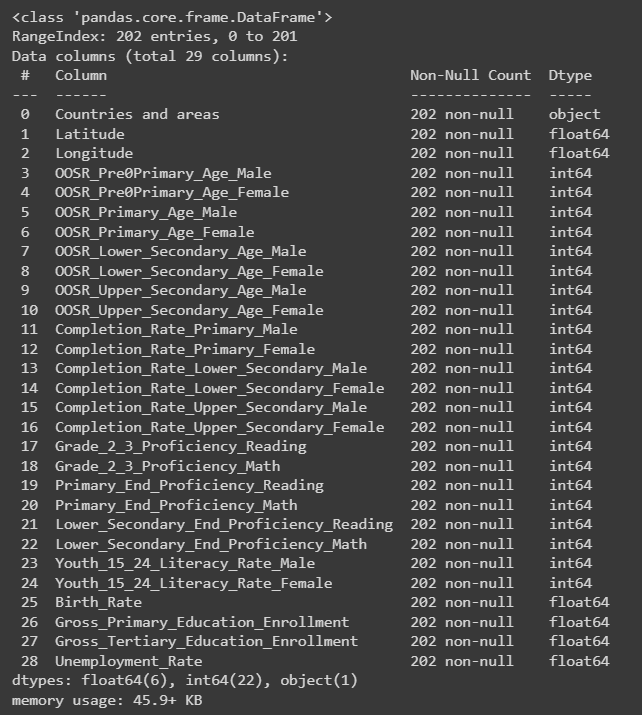 <class 'pandas.core.frame.DataFrame'>
RangeIndex: 202 entries, 0 to 201
Data columns (total 29 columns):
 #   Column                                Non-Null Count  Dtype
---  ------                                --------------  -----
 0   Countries and areas                   202 non-null    object
 1   Latitude                              202 non-null    float64
 2   Longitude                             202 non-null    float64
 3   OOSR_Pre0Primary_Age_Male             202 non-null    int64
 4   OOSR_Pre0Primary_Age_Female           202 non-null    int64
 5   OOSR_Primary_Age_Male                 202 non-null    int64
 6   OOSR_Primary_Age_Female               202 non-null    int64
 7   OOSR_Lower_Secondary_Age_Male         202 non-null    int64
 8   OOSR_Lower_Secondary_Age_Female       202 non-null    int64
 9   OOSR_Upper_Secondary_Age_Male         202 non-null    int64
 10  OOSR_Upper_Secondary_Age_Female       202 non-null    int64
 11  Completion_Rate_Primary_Male          202 non-null    int64
 12  Completion_Rate_Primary_Female        202 non-null    int64
 13  Completion_Rate_Lower_Secondary_Male  202 non-null    int64
 14  Completion_Rate_Lower_Secondary_Female  202 non-null    int64
 15  Completion_Rate_Upper_Secondary_Male  202 non-null    int64
 16  Completion_Rate_Upper_Secondary_Female  202 non-null    int64
 17  Grade_2_3_Proficiency_Reading         202 non-null    int64
 18  Grade_2_3_Proficiency_Math            202 non-null    int64
 19  Primary_End_Proficiency_Reading       202 non-null    int64
 20  Primary_End_Proficiency_Math          202 non-null    int64
 21  Lower_Secondary_End_Proficiency_Reading  202 non-null    int64
 22  Lower_Secondary_End_Proficiency_Math  202 non-null    int64
 23  Youth_15_24_Literacy_Rate_Male        202 non-null    int64
 24  Youth_15_24_Literacy_Rate_Female      202 non-null    int64
 25  Birth_Rate                            202 non-null    float64
 26  Gross_Primary_Education_Enrollment    202 non-null    float64
 27  Gross_Tertiary_Education_Enrollment   202 non-null    float64
 28  Unemployment_Rate                     202 non-null    float64
dtypes: float64(6), int64(22), object(1)
memory usage: 45.9+ KB